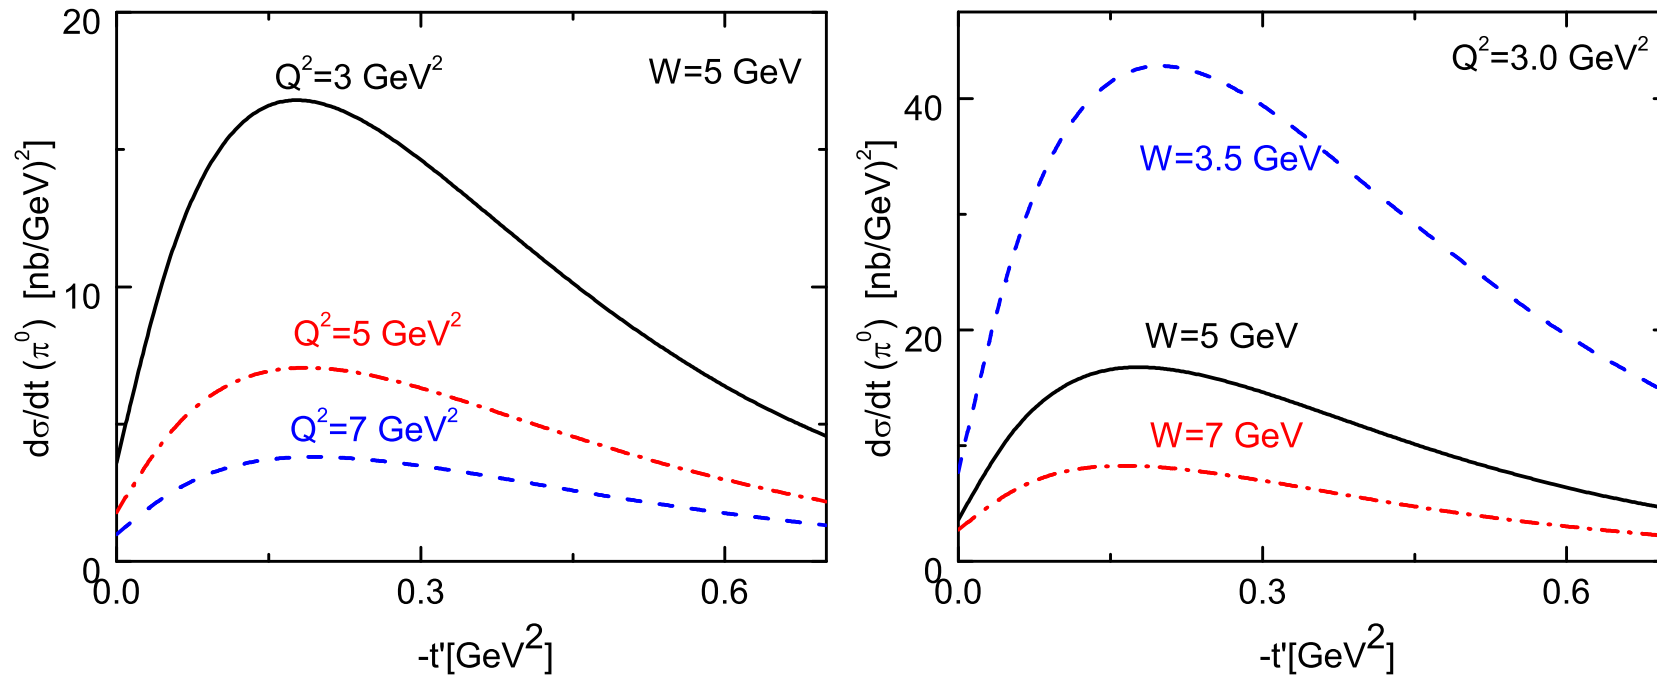 20
Q²=3 GeV²
W=5 GeV
dσ/dt (π⁰) [nb/GeV)²]
10
Q²=5 GeV²
Q²=7 GeV²
0
0.0
0.3
0.6
-t'[GeV²]
Q²=3.0 GeV²
40
W=3.5 GeV
dσ/dt (π⁰) [nb/GeV)²]
20
W=5 GeV
W=7 GeV
0
0.0
0.3
0.6
-t'[GeV²]